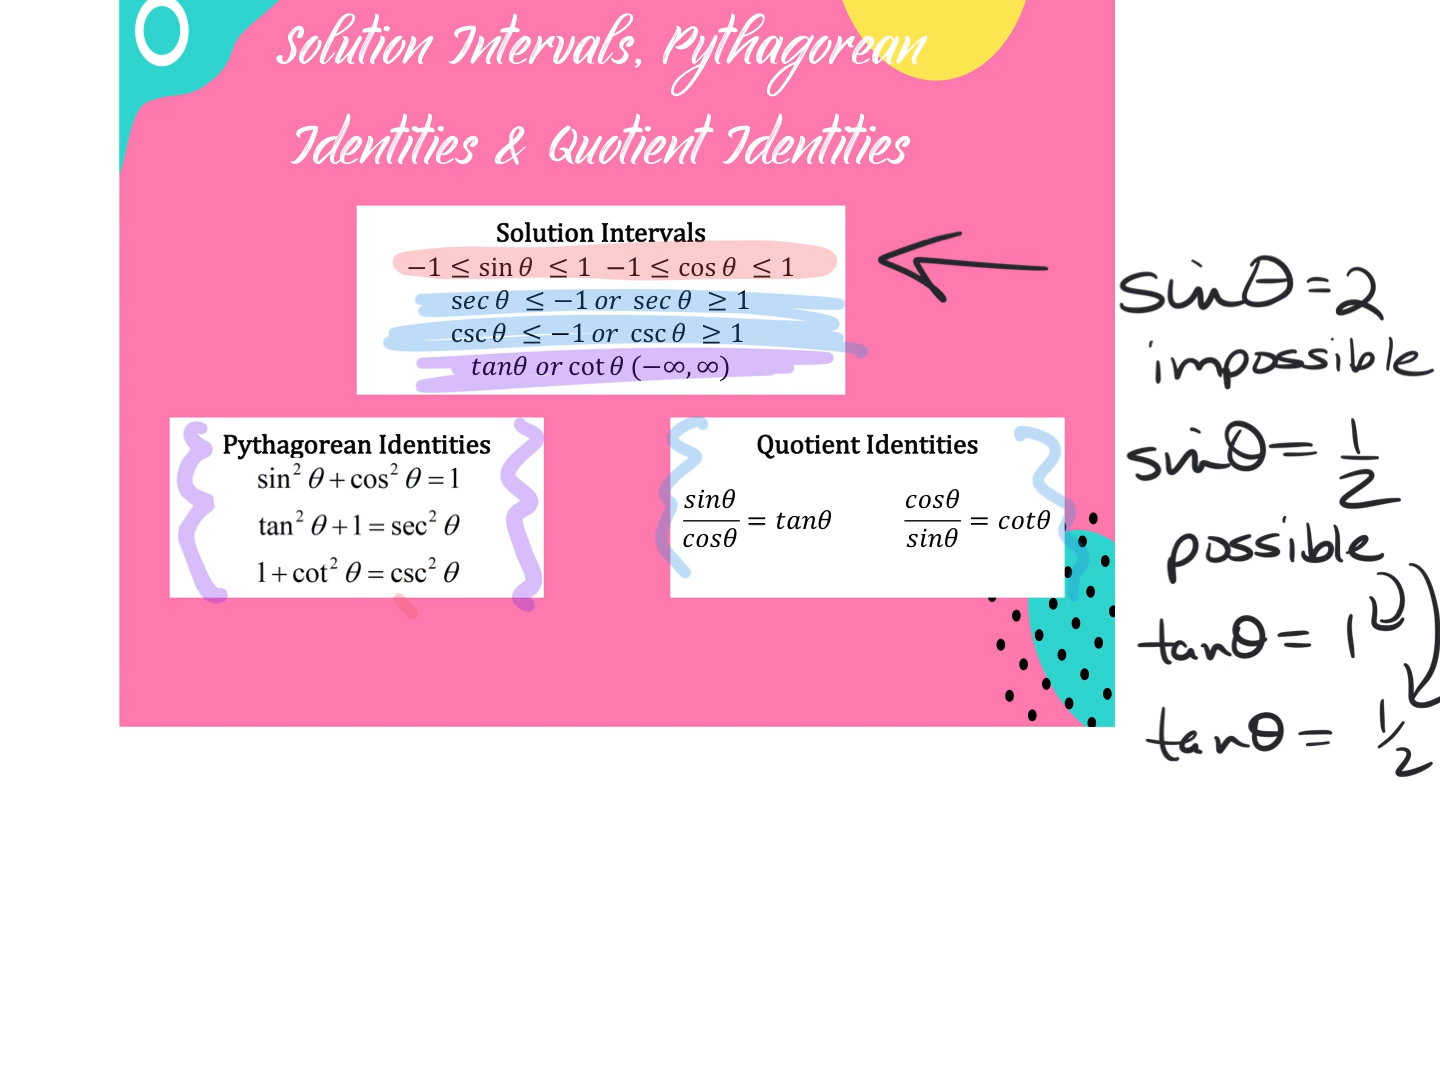 Solution Intervals, Pythagorean
Identities & Quotient Identities
Solution Intervals
−1 ≤ sin θ ≤ 1 −1 ≤ cos θ ≤ 1
sec θ ≤ −1 or sec θ ≥ 1
csc θ ≤ −1 or csc θ ≥ 1
tanθ or cot θ (−∞, ∞)
Pythagorean Identities
sin² θ + cos² θ = 1
tan² θ + 1 = sec² θ
1 + cot² θ = csc² θ
Quotient Identities
sinθ/cosθ = tanθ cosθ/sinθ = cotθ
sinθ = 2
impossible
sinθ = 1/2
possible
tanθ = 1
tanθ = 1/2